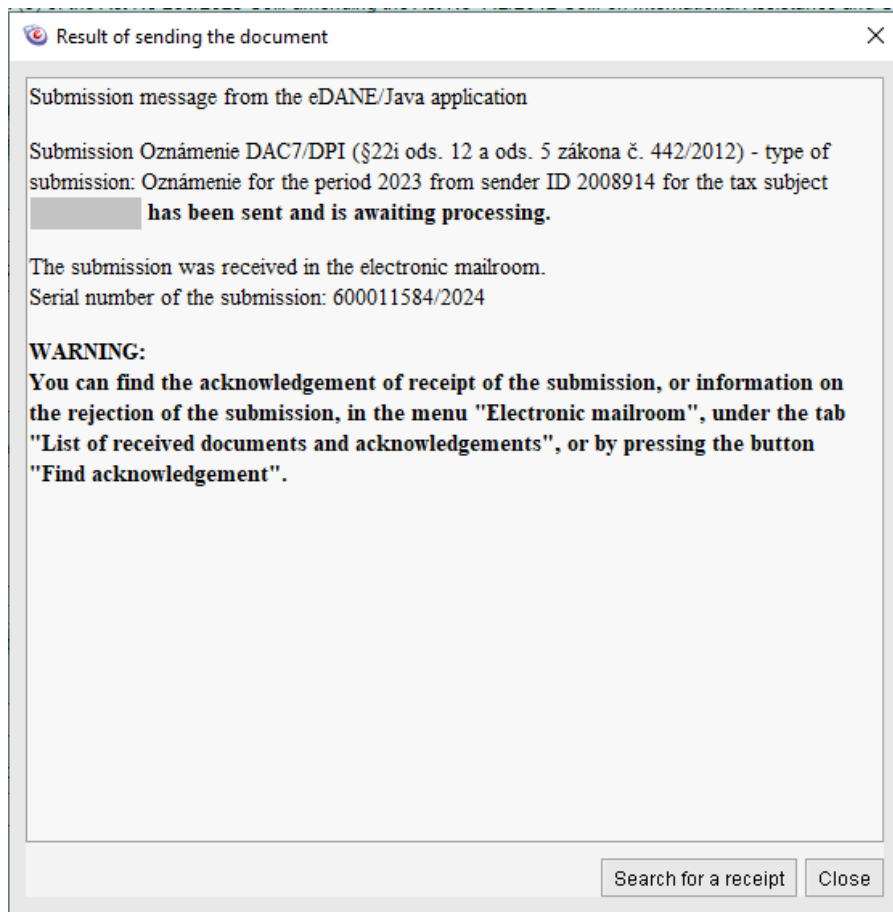 Result of sending the document
Submission message from the eDANE/Java application
Submission Oznámenie DAC7/DPI (§22i ods. 12 a ods. 5 zákona č. 442/2012) - type of
submission: Oznámenie for the period 2023 from sender ID 2008914 for the tax subject
has been sent and is awaiting processing.
The submission was received in the electronic mailroom.
Serial number of the submission: 600011584/2024
WARNING:
You can find the acknowledgement of receipt of the submission, or information on
the rejection of the submission, in the menu "Electronic mailroom", under the tab
"List of received documents and acknowledgements", or by pressing the button
"Find acknowledgement".
Search for a receipt
Close